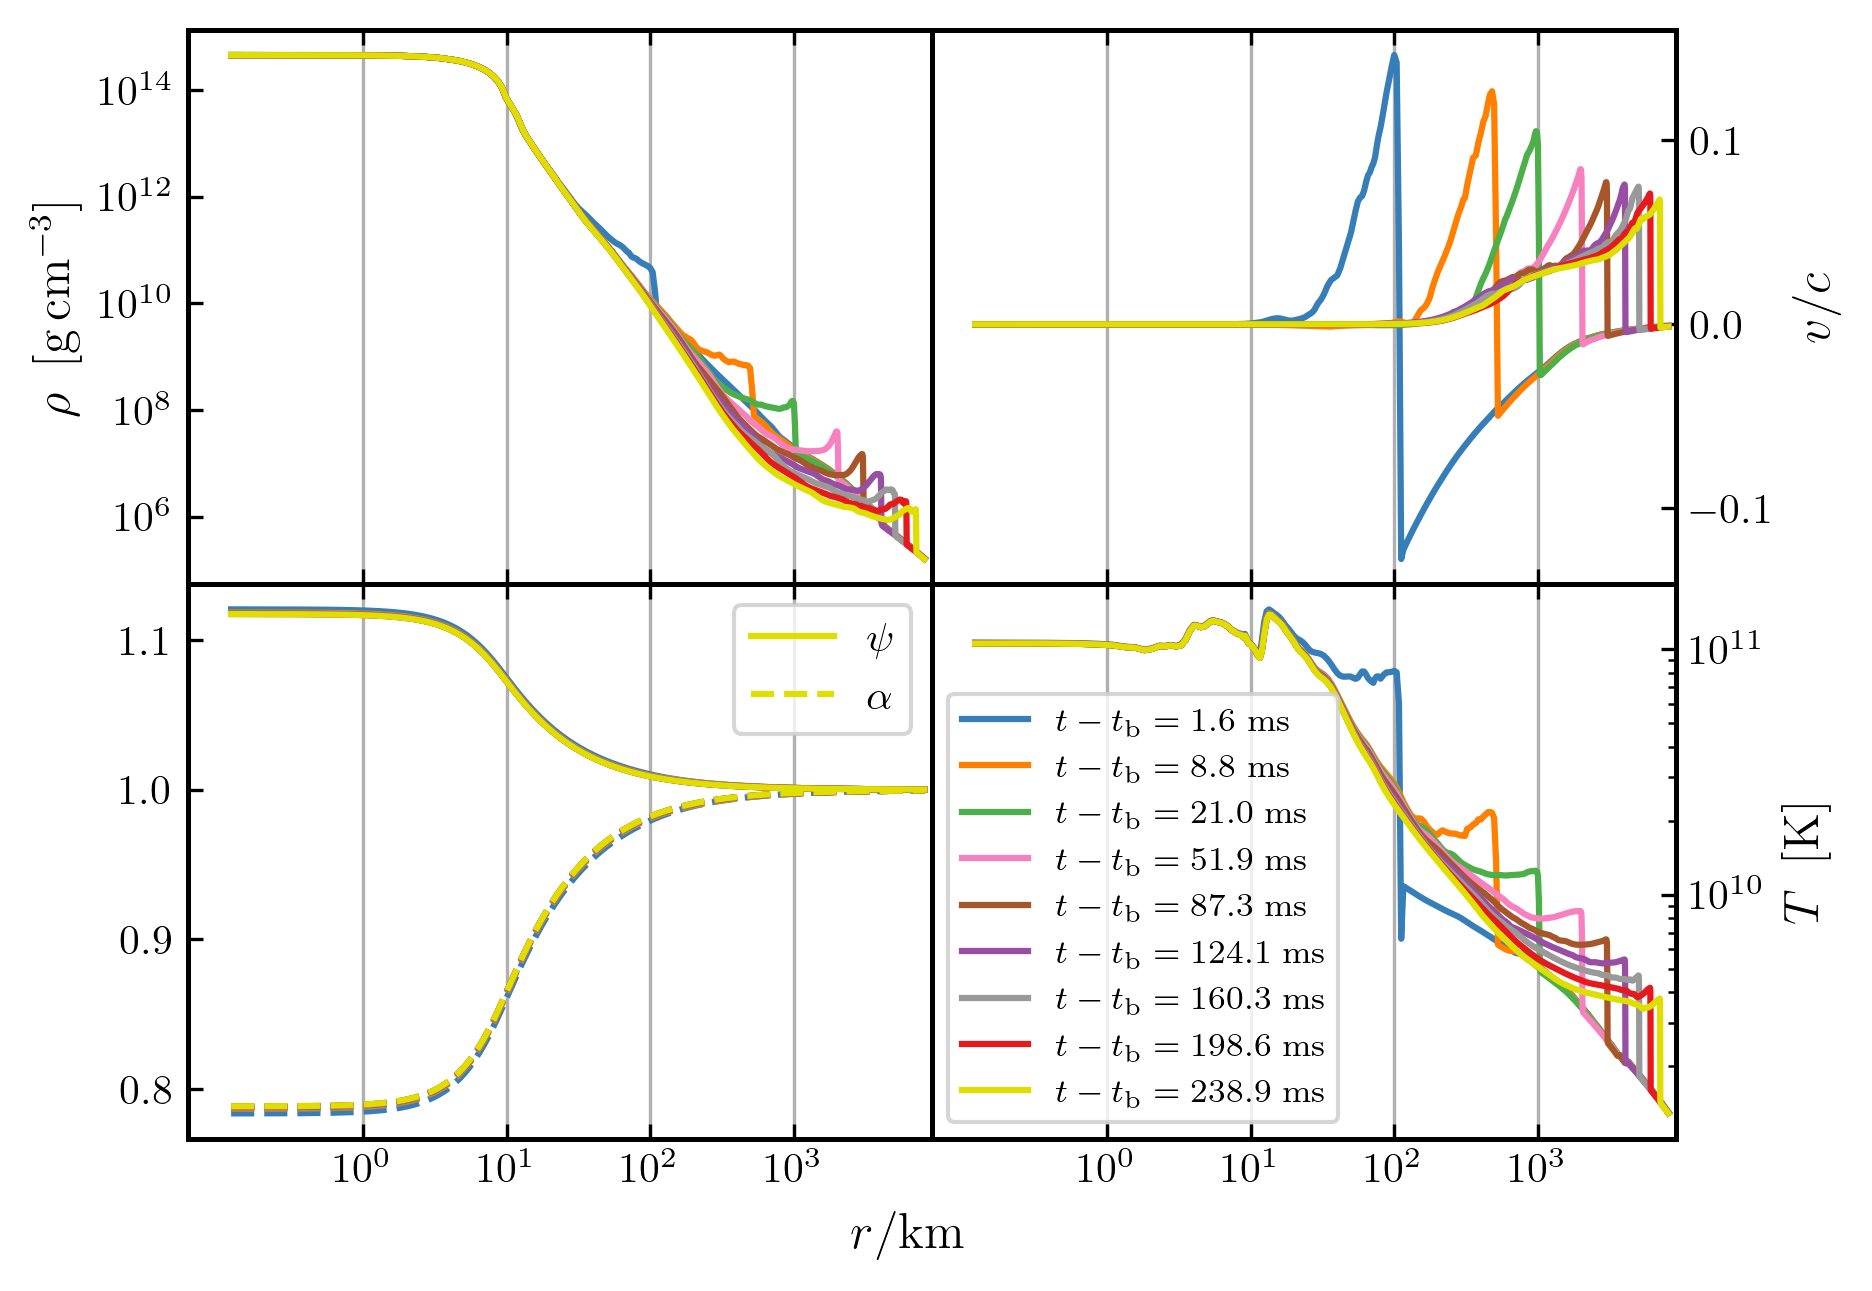 10^14
10^12
10^10
10^8
10^6
ρ [g cm^−3]
0.1
0.0
−0.1
v/c
1.1
1.0
0.9
0.8
ψ
α
10^11
10^10
T [K]
t − t_b = 1.6 ms
t − t_b = 8.8 ms
t − t_b = 21.0 ms
t − t_b = 51.9 ms
t − t_b = 87.3 ms
t − t_b = 124.1 ms
t − t_b = 160.3 ms
t − t_b = 198.6 ms
t − t_b = 238.9 ms
10^0 10^1 10^2 10^3 10^0 10^1 10^2 10^3
r/km